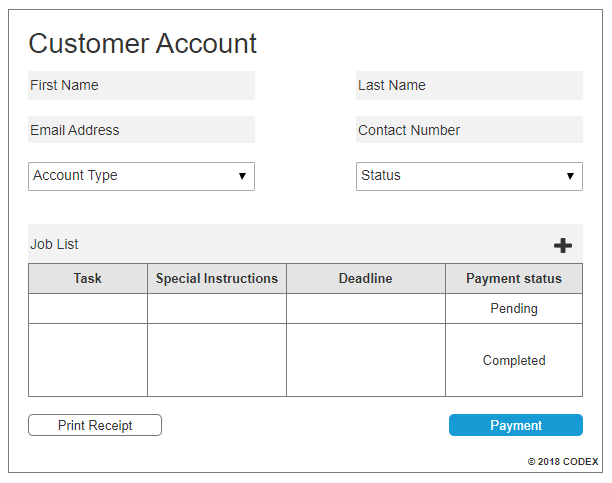 Customer Account
First Name Last Name
Email Address Contact Number
Account Type Status
Job List
Task Special Instructions Deadline Payment status
Pending
Completed
Print Receipt Payment
© 2018 CODEX